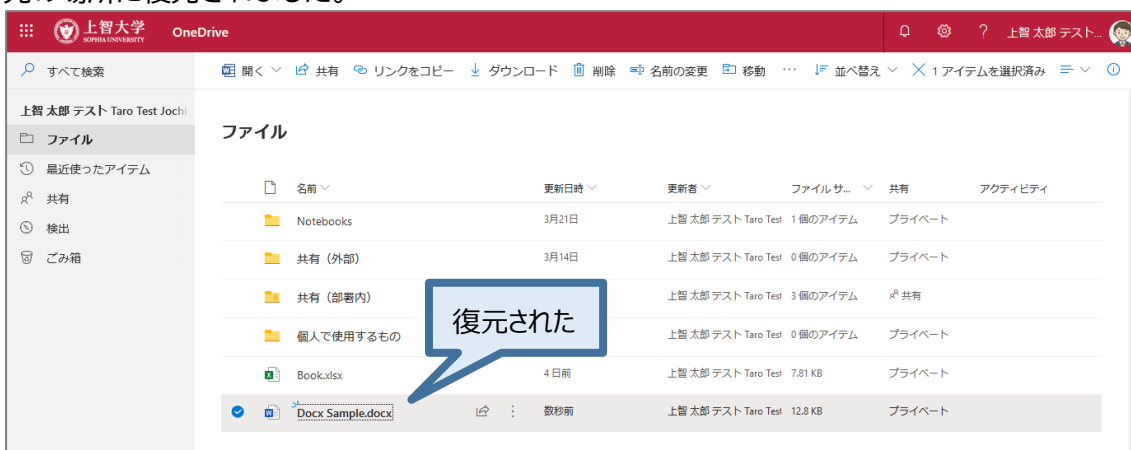 元の場所に復元されました。
上智大学 SOPHIA UNIVERSITY OneDrive ? 上智 太郎 テスト...
すべて検索 開く 共有 リンクをコピー ダウンロード 削除 名前の変更 移動 … 並べ替え 1 アイテムを選択済み
上智 太郎 テスト Taro Test Jochi
ファイル
最近使ったアイテム
共有
検出
ごみ箱
ファイル
名前 更新日時 更新者 ファイル サ... 共有 アクティビティ
Notebooks 3月21日 上智 太郎 テスト Taro Test 1 個のアイテム プライベート
共有（外部） 3月14日 上智 太郎 テスト Taro Test 0 個のアイテム プライベート
共有（部署内） 上智 太郎 テスト Taro Test 3 個のアイテム 共有
個人で使用するもの 上智 太郎 テスト Taro Test 0 個のアイテム プライベート
復元された
Book.xlsx 4 日前 上智 太郎 テスト Taro Test 7.81 KB プライベート
Docx Sample.docx 数秒前 上智 太郎 テスト Taro Test 12.8 KB プライベート